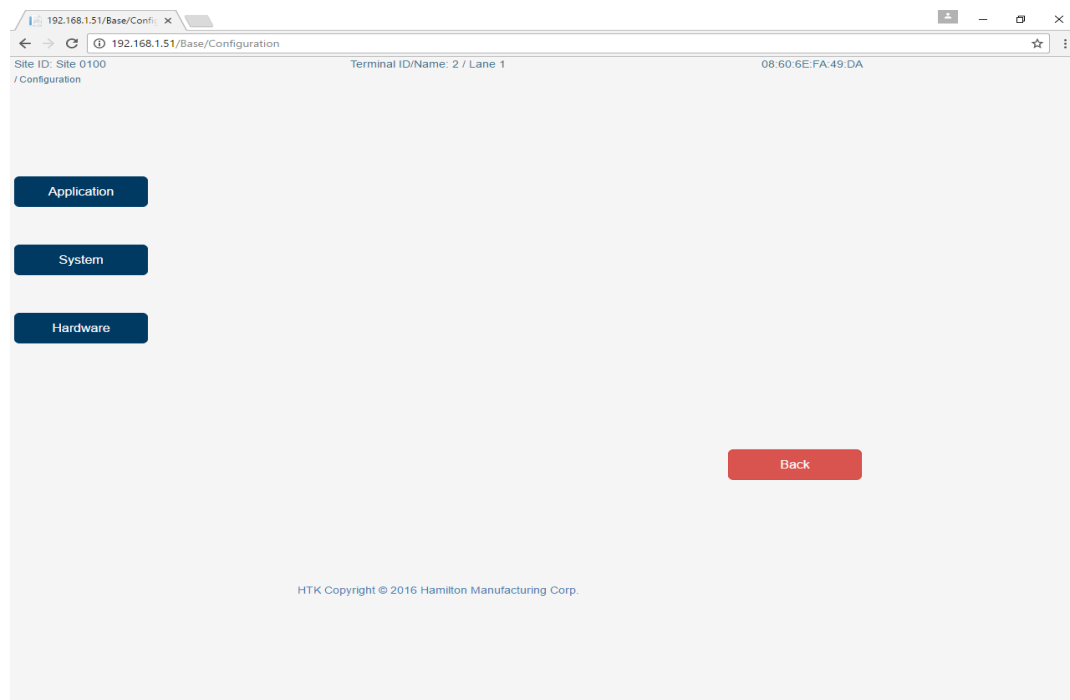 192.168.1.51/Base/Config
192.168.1.51/Base/Configuration
Site ID: Site 0100 Terminal ID/Name: 2 / Lane 1 08:60:6E:FA:49:DA
/ Configuration
Application
System
Hardware
Back
HTK Copyright © 2016 Hamilton Manufacturing Corp.